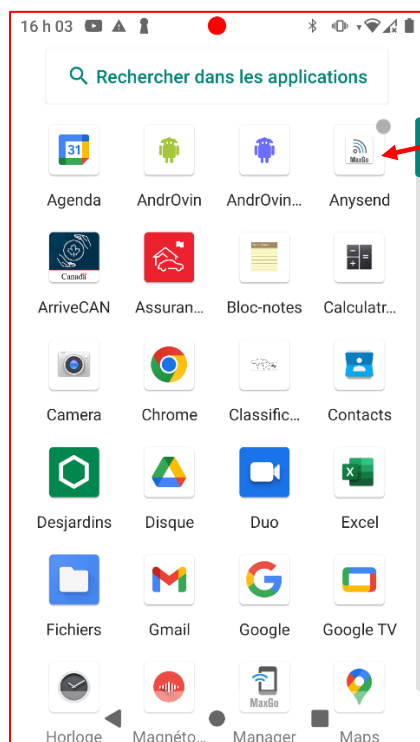 16 h 03
Rechercher dans les applications
31
MaxGo
Agenda AndrOvin AndrOvin... Anysend
Canada
ArriveCAN Assuran... Bloc-notes Calculatr...
Camera Chrome Classific... Contacts
X
Desjardins Disque Duo Excel
Fichiers Gmail Google Google TV
MaxGo
Horloge Magnéto... Manager Maps